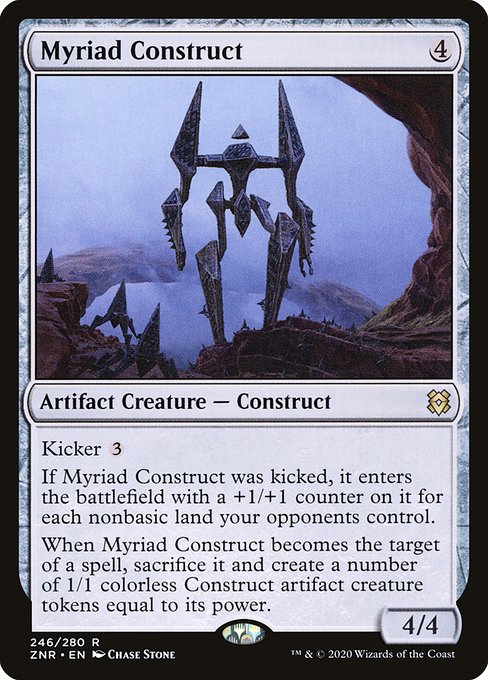 Myriad Construct 4
Artifact Creature — Construct
Kicker 3
If Myriad Construct was kicked, it enters
the battlefield with a +1/+1 counter on it for
each nonbasic land your opponents control.
When Myriad Construct becomes the target
of a spell, sacrifice it and create a number
of 1/1 colorless Construct artifact creature
tokens equal to its power.
4/4
246/280 R
ZNR • EN Chase Stone
™ & © 2020 Wizards of the Coast